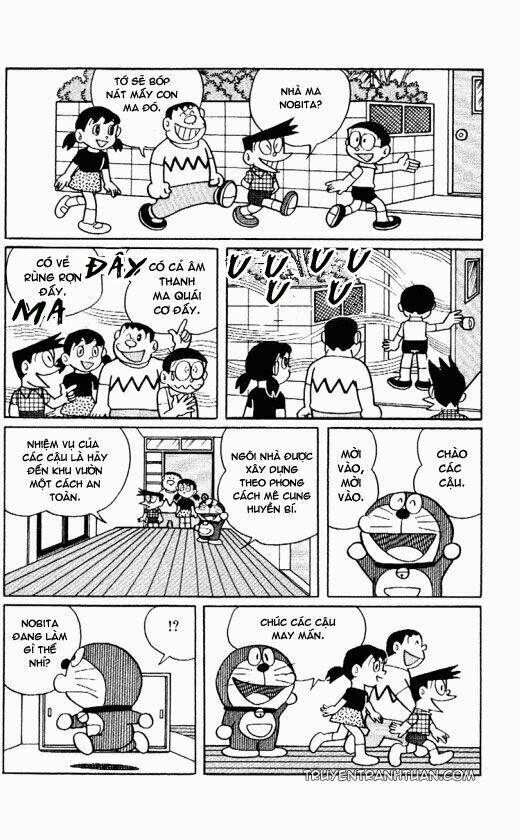 NHÀ MA
NOBITA?
TỚ SẼ BÓP
NÁT MẤY CON
MA ĐÓ.
Ư Ư Ư Ư
Ư Ư Ư
CÓ CẢ ÂM
THANH
MA QUÁI
CƠ ĐẤY.
CÓ VẺ
RÙNG RỢN
ĐẤY.
MA ĐÂY
CHÀO
CÁC
CẬU.
MỜI
VÀO,
MỜI
VÀO.
NGÔI NHÀ ĐƯỢC
XÂY DỰNG
THEO PHONG
CÁCH MÊ CUNG
HUYỀN BÍ.
NHIỆM VỤ CỦA
CÁC CẬU LÀ HÃY
ĐẾN KHU VƯỜN
MỘT CÁCH AN
TOÀN.
CHÚC CÁC CẬU
MAY MẮN.
!?
NOBITA
ĐANG LÀM
GÌ THẾ
NHỈ?
TRUYENTRANHTUAN.COM